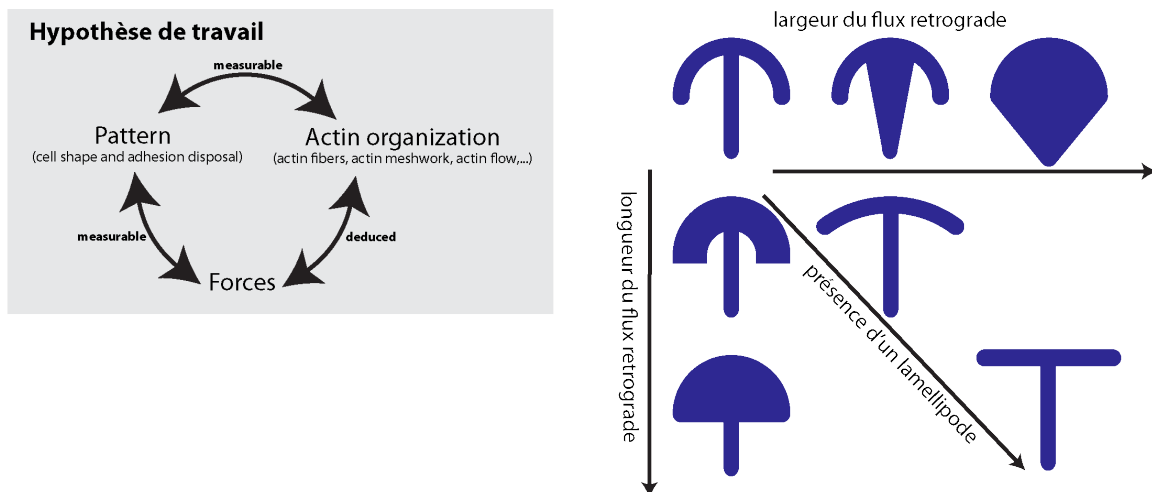 Hypothèse de travail
measurable
Pattern
(cell shape and adhesion disposal)
Actin organization
(actin fibers, actin meshwork, actin flow,...)
measurable
deduced
Forces
largeur du flux retrograde
longueur du flux retrograde
présence d'un lamellipode